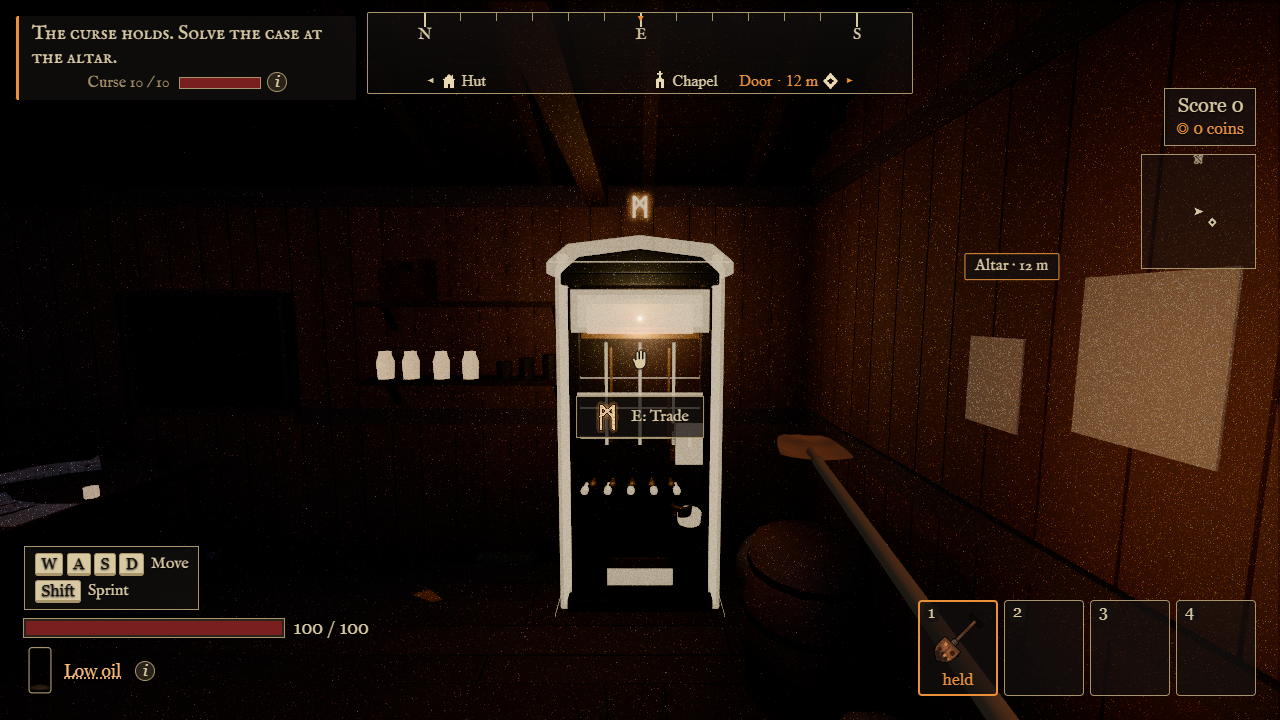 The curse holds. Solve the case at
the altar.
Curse 10 / 10
i
N
E
S
Hut
Chapel
Door · 12 m
Score 0
0 coins
N
Altar · 12 m
ᛗ
ᛗ E: Trade
W A S D Move
Shift Sprint
100 / 100
Low oil i
1
held
2
3
4